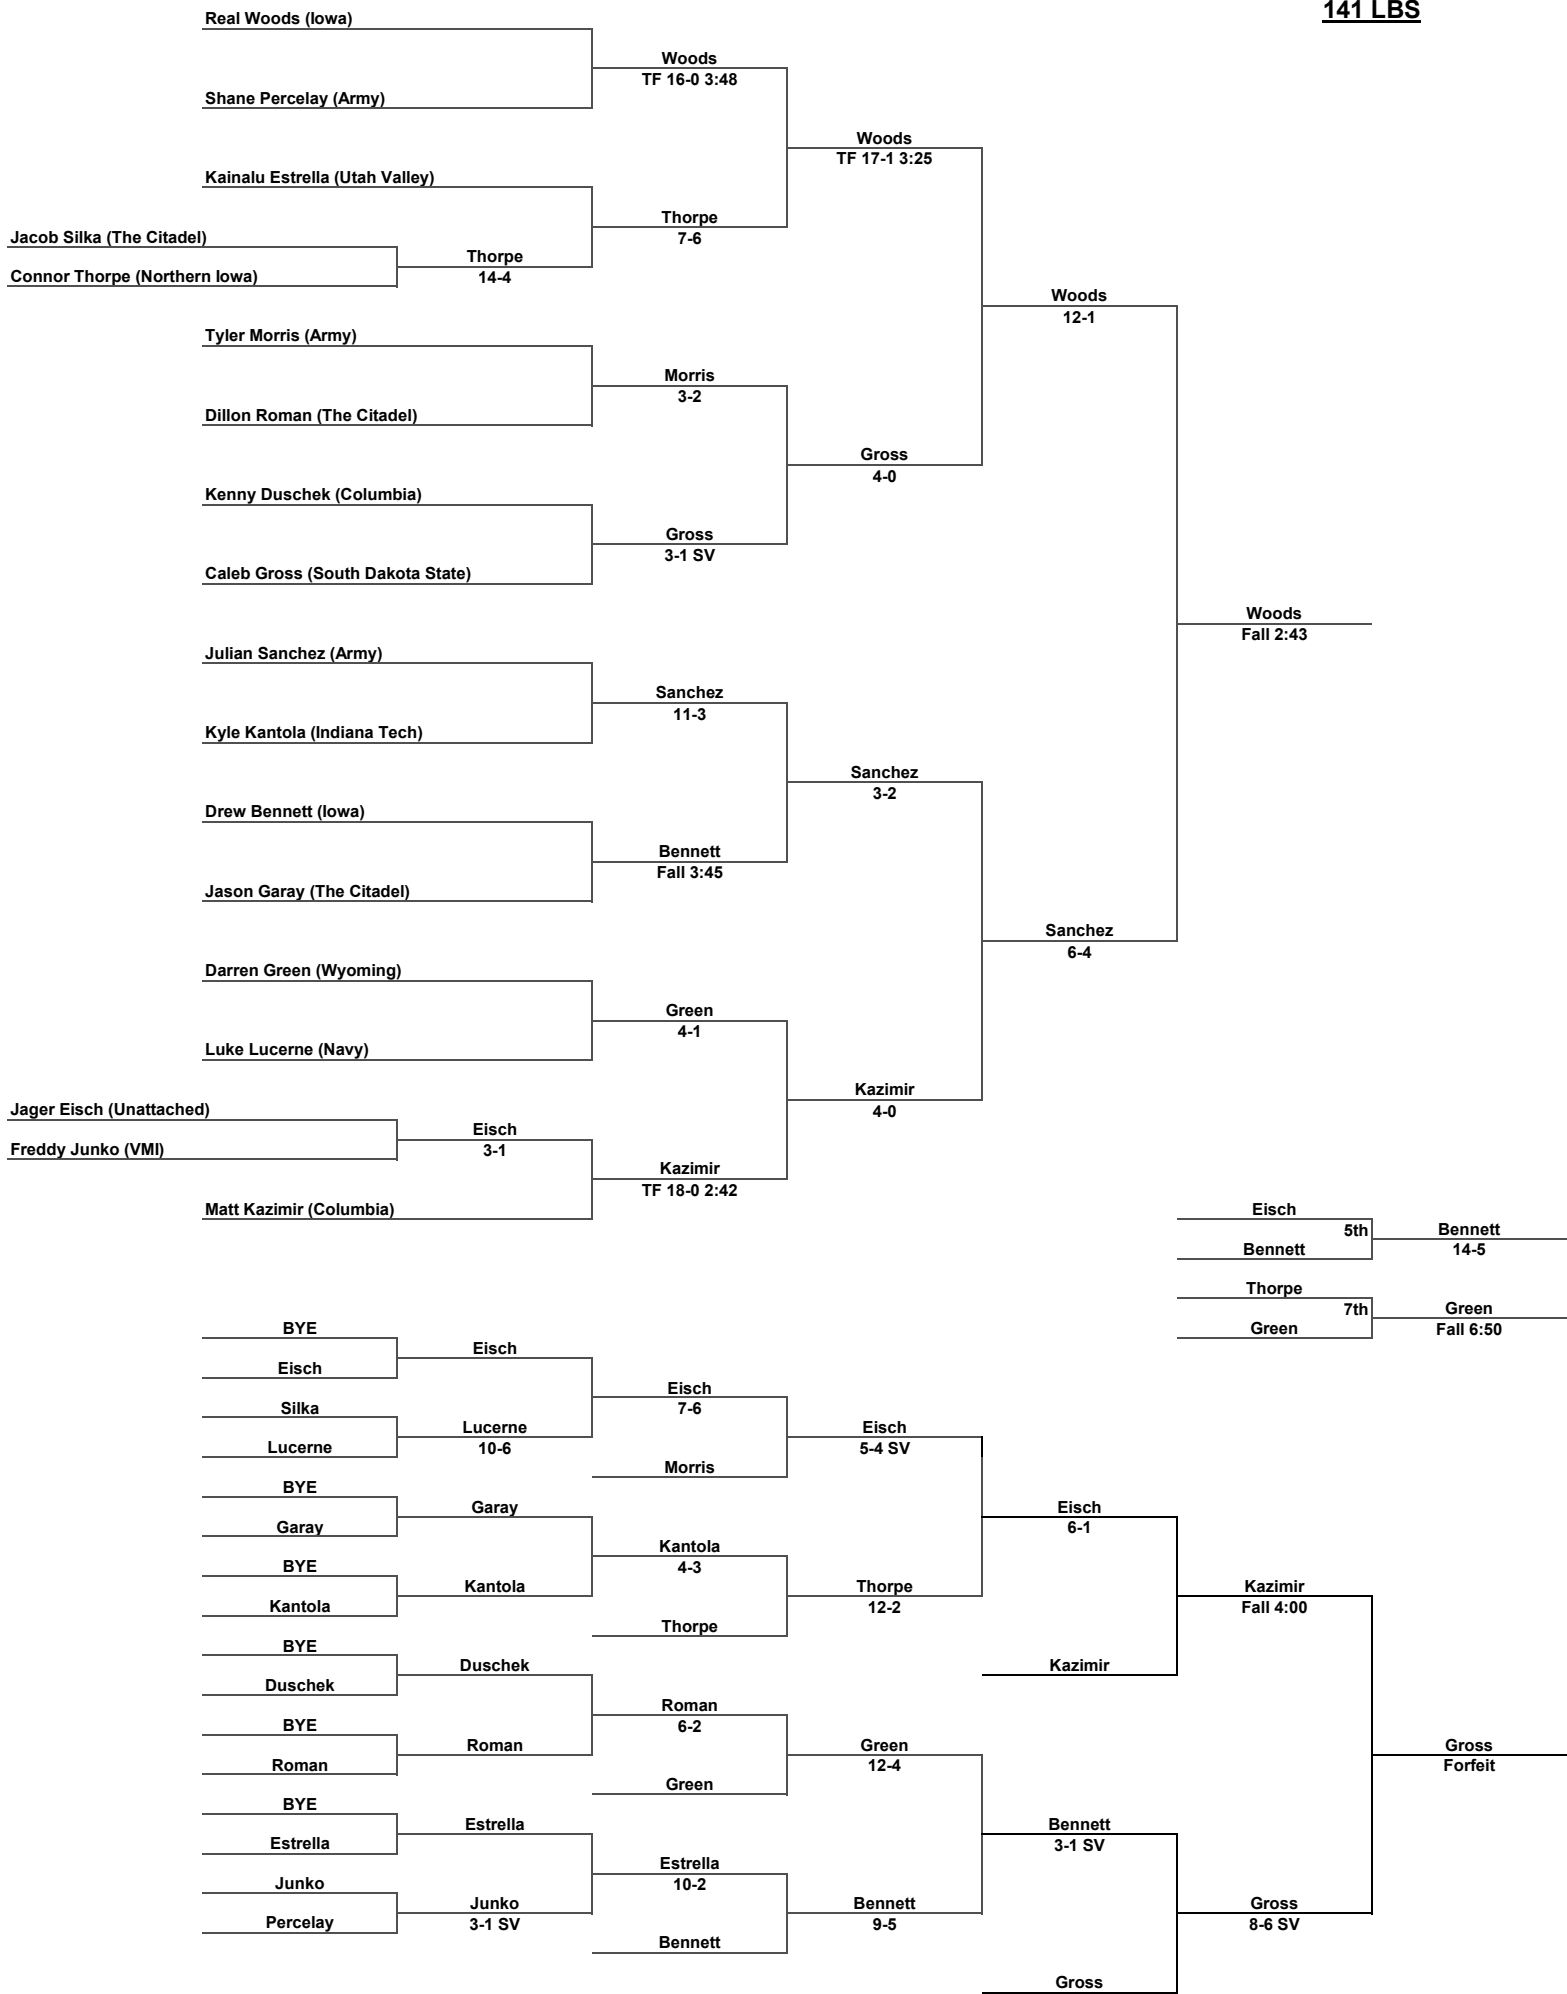 141 LBS
Real Woods (Iowa)
Woods
TF 16-0 3:48
Shane Percelay (Army)
Woods
TF 17-1 3:25
Kainalu Estrella (Utah Valley)
Thorpe
7-6
Jacob Silka (The Citadel)
Thorpe
14-4
Connor Thorpe (Northern Iowa)
Woods
12-1
Tyler Morris (Army)
Morris
3-2
Dillon Roman (The Citadel)
Gross
4-0
Kenny Duschek (Columbia)
Gross
3-1 SV
Caleb Gross (South Dakota State)
Woods
Fall 2:43
Julian Sanchez (Army)
Sanchez
11-3
Kyle Kantola (Indiana Tech)
Sanchez
3-2
Drew Bennett (Iowa)
Bennett
Fall 3:45
Jason Garay (The Citadel)
Sanchez
6-4
Darren Green (Wyoming)
Green
4-1
Luke Lucerne (Navy)
Kazimir
4-0
Jager Eisch (Unattached)
Eisch
3-1
Freddy Junko (VMI)
Kazimir
TF 18-0 2:42
Matt Kazimir (Columbia)
Eisch
5th
Bennett
14-5
Bennett
Thorpe
7th
Green
Fall 6:50
Green
BYE
Eisch
Eisch
Eisch
7-6
Silka
Lucerne
10-6
Lucerne
Eisch
5-4 SV
Morris
BYE
Garay
Garay
Eisch
6-1
Kantola
4-3
BYE
Kantola
Kantola
Thorpe
12-2
Kazimir
Fall 4:00
Thorpe
BYE
Duschek
Duschek
Kazimir
Roman
6-2
BYE
Roman
Roman
Green
12-4
Gross
Forfeit
Green
BYE
Estrella
Estrella
Bennett
3-1 SV
Estrella
10-2
Junko
Junko
3-1 SV
Percelay
Bennett
9-5
Gross
8-6 SV
Bennett
Gross